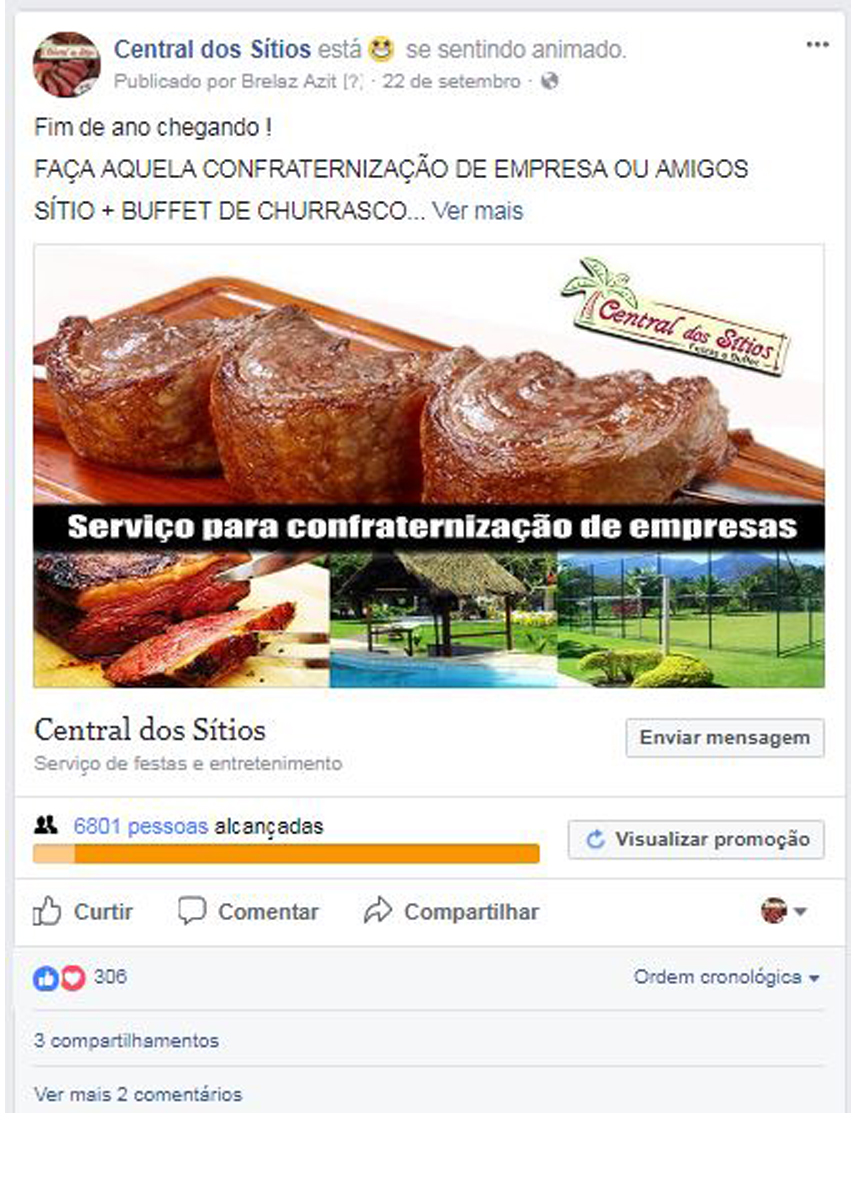 Central dos Sítios está se sentindo animado.
Publicado por Brelaz Azit [?] · 22 de setembro ·
Fim de ano chegando !
FAÇA AQUELA CONFRATERNIZAÇÃO DE EMPRESA OU AMIGOS
SÍTIO + BUFFET DE CHURRASCO... Ver mais
Central dos Sítios
Festas e Buffet
Serviço para confraternização de empresas
Central dos Sítios
Enviar mensagem
Serviço de festas e entretenimento
6801 pessoas alcançadas
Visualizar promoção
Curtir Comentar Compartilhar
306
Ordem cronológica
3 compartilhamentos
Ver mais 2 comentários